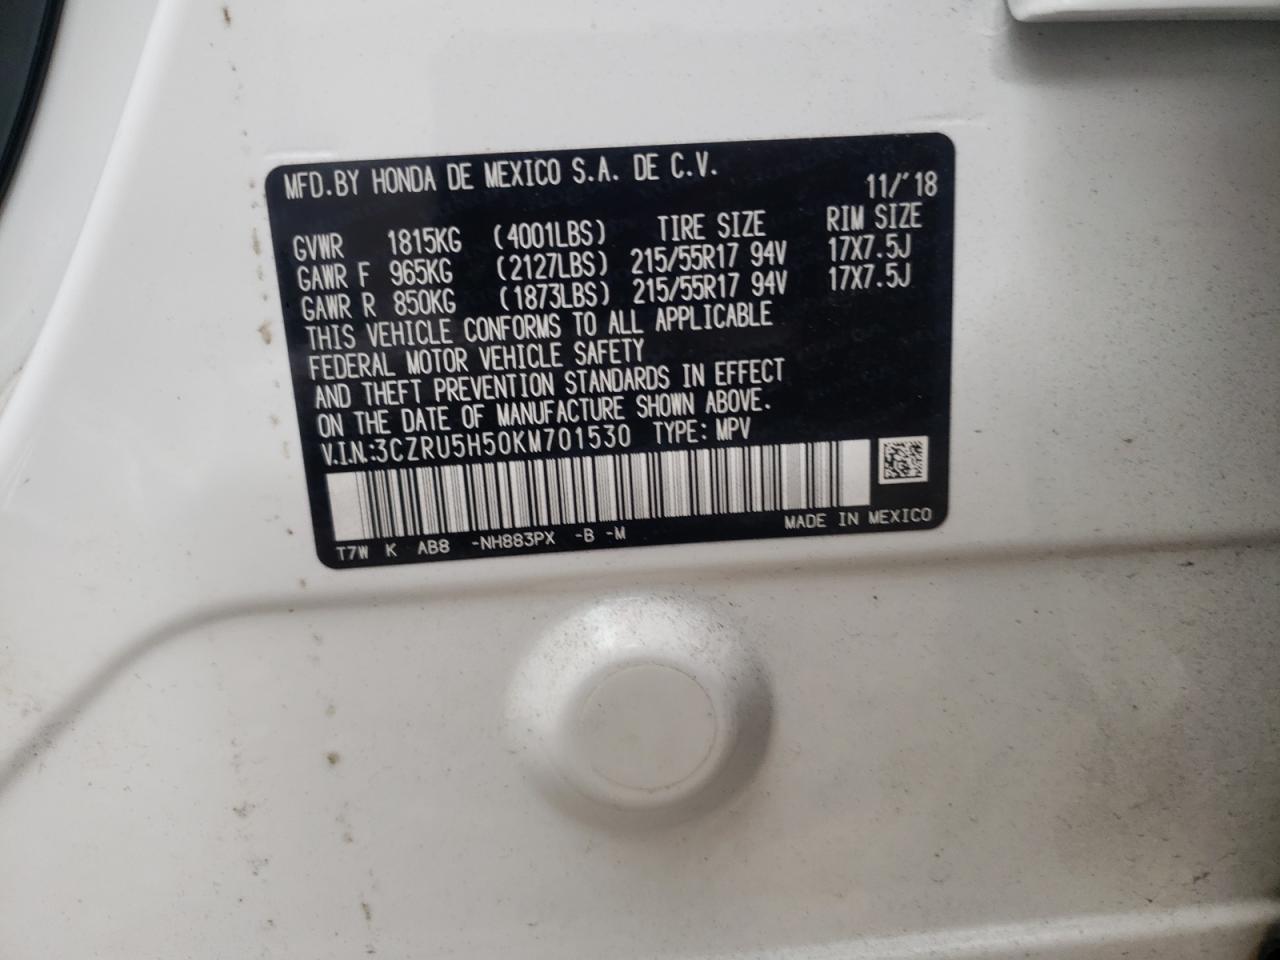 MFD.BY HONDA DE MEXICO S.A. DE C.V.
11/'18
GVWR 1815KG (4001LBS) TIRE SIZE RIM SIZE
GAWR F 965KG (2127LBS) 215/55R17 94V 17X7.5J
GAWR R 850KG (1873LBS) 215/55R17 94V 17X7.5J
THIS VEHICLE CONFORMS TO ALL APPLICABLE
FEDERAL MOTOR VEHICLE SAFETY
AND THEFT PREVENTION STANDARDS IN EFFECT
ON THE DATE OF MANUFACTURE SHOWN ABOVE.
V.I.N.:3CZRU5H50KM701530 TYPE: MPV
T7W K AB8 -NH883PX -B -M MADE IN MEXICO